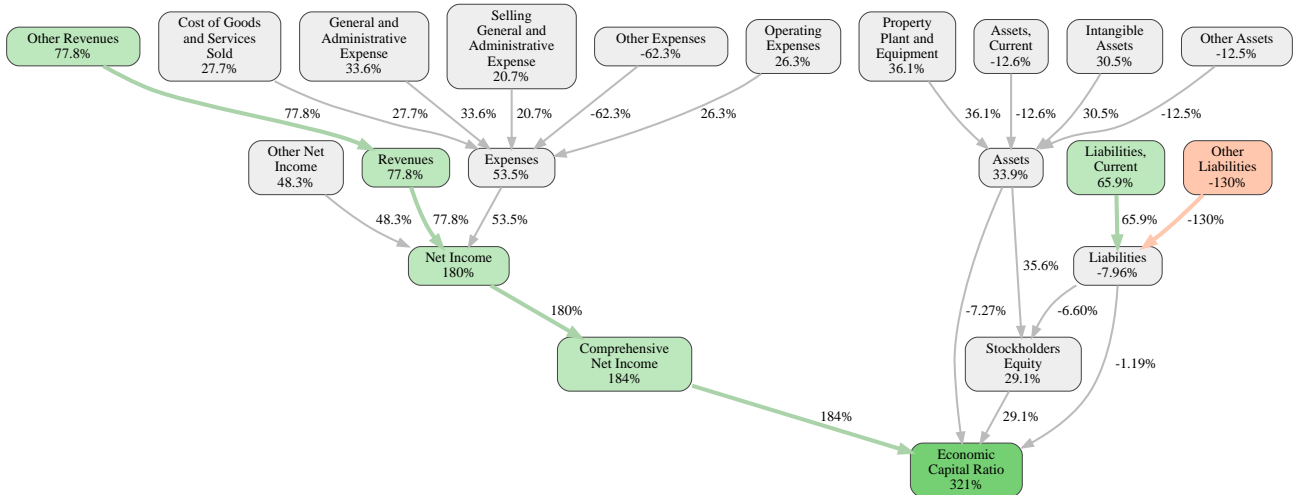 Other Revenues
77.8%
Cost of Goods
and Services
Sold
27.7%
General and
Administrative
Expense
33.6%
Selling
General and
Administrative
Expense
20.7%
Other Expenses
-62.3%
Operating
Expenses
26.3%
Property
Plant and
Equipment
36.1%
Assets,
Current
-12.6%
Intangible
Assets
30.5%
Other Assets
-12.5%
77.8%
27.7%
33.6%
20.7%
-62.3%
26.3%
36.1%
-12.6%
30.5%
-12.5%
Other Net
Income
48.3%
Revenues
77.8%
Expenses
53.5%
Assets
33.9%
Liabilities,
Current
65.9%
Other
Liabilities
-130%
48.3%
77.8%
53.5%
65.9%
-130%
Net Income
180%
35.6%
Liabilities
-7.96%
180%
-7.27%
-6.60%
Comprehensive
Net Income
184%
Stockholders
Equity
29.1%
-1.19%
184%
29.1%
Economic
Capital Ratio
321%